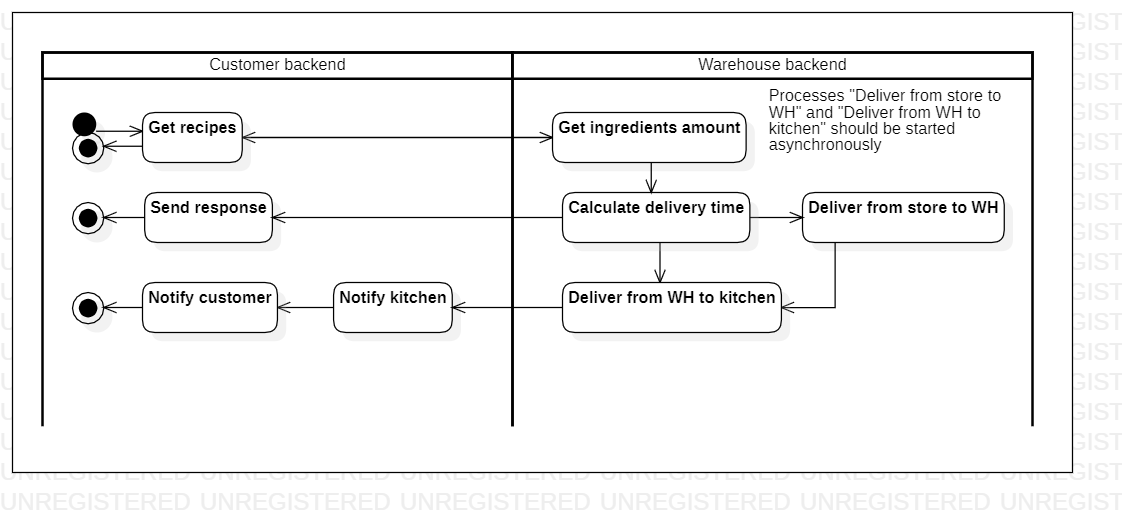 Customer backend
Warehouse backend
Processes "Deliver from store to
WH" and "Deliver from WH to
kitchen" should be started
asynchronously
Get recipes
Get ingredients amount
Send response
Calculate delivery time
Deliver from store to WH
Notify customer
Notify kitchen
Deliver from WH to kitchen
UNREGISTERED UNREGISTERED UNREGISTERED UNREGISTERED UNREGISTERED UNREGIST